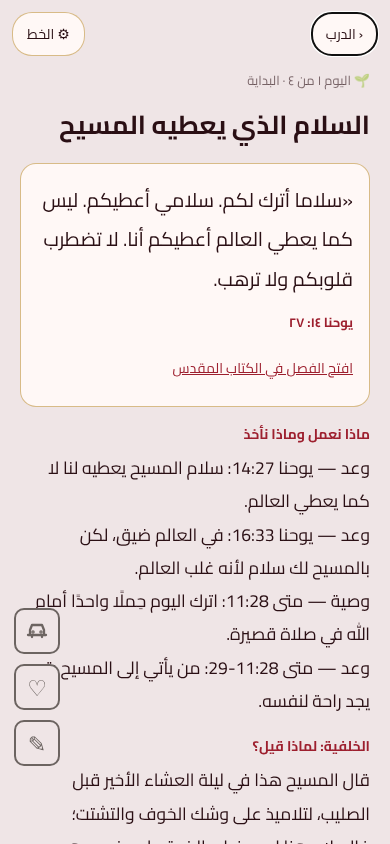 ‹ الدرب
⚙ الخط
🌱 اليوم ١ من ٤ · البداية
السلام الذي يعطيه المسيح
«سلاما أترك لكم. سلامي أعطيكم. ليس
كما يعطي العالم أعطيكم أنا. لا تضطرب
قلوبكم ولا ترهب.
يوحنا ١٤: ٢٧
افتح الفصل في الكتاب المقدس
ماذا نعمل وماذا نأخذ
وعد — يوحنا 14:27: سلام المسيح يعطيه لنا لا
كما يعطي العالم.
وعد — يوحنا 16:33: في العالم ضيق، لكن
بالمسيح لك سلام لأنه غلب العالم.
وصية — متى 11:28: اترك اليوم حِملًا واحدًا أمام
الله في صلاة قصيرة.
وعد — متى 11:28-29: من يأتي إلى المسيح
يجد راحة لنفسه.
الخلفية: لماذا قيل؟
قال المسيح هذا في ليلة العشاء الأخير قبل
الصليب، لتلاميذ على وشك الخوف والتشتت؛